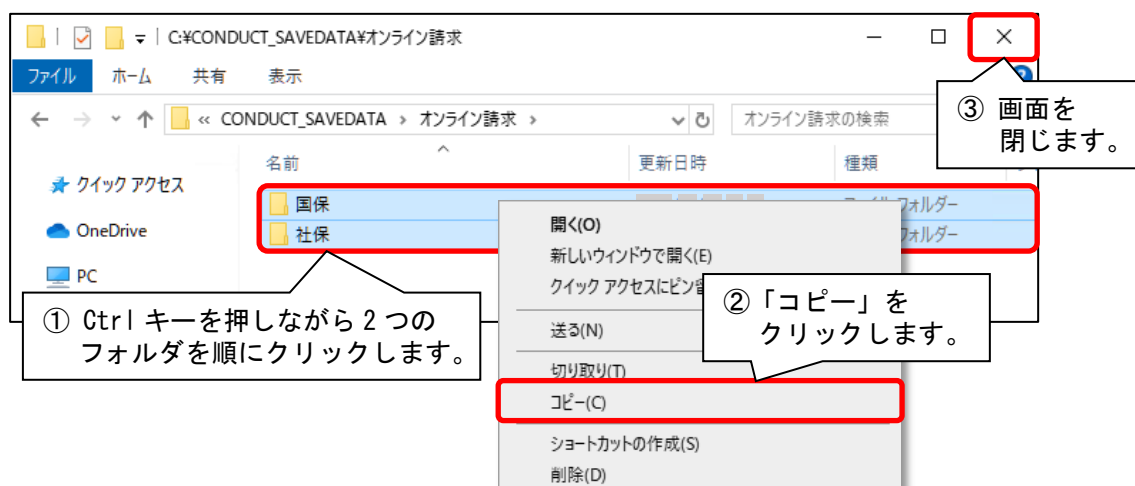 C:¥CONDUCT_SAVEDATA¥オンライン請求
ファイル ホーム 共有 表示
« CONDUCT_SAVEDATA › オンライン請求 ›
オンライン請求の検索
③ 画面を
閉じます。
名前 更新日時 種類
クイック アクセス
OneDrive
PC
国保
社保
フォルダー
フォルダー
開く(O)
新しいウィンドウで開く(E)
クイック アクセスにピン留
送る(N)
切り取り(T)
コピー(C)
ショートカットの作成(S)
削除(D)
① Ctrl キーを押しながら 2 つの
フォルダを順にクリックします。
② 「コピー」を
クリックします。